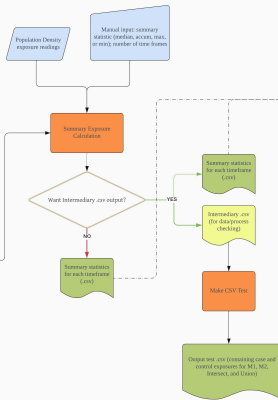 Manual input: summary
statistic (median, accum, max,
or min); number of time frames
Population Density
exposure readings
Summary Exposure
Calculation
Summary statistics
for each timeframe
(.csv)
Want Intermediary .csv output?
YES
Intermediary .csv
(for data/process
checking)
NO
Summary statistics
for each timeframe
(.csv)
Make CSV Test
Output test .csv (containing case and
control exposures for M1, M2,
Intersect, and Union)